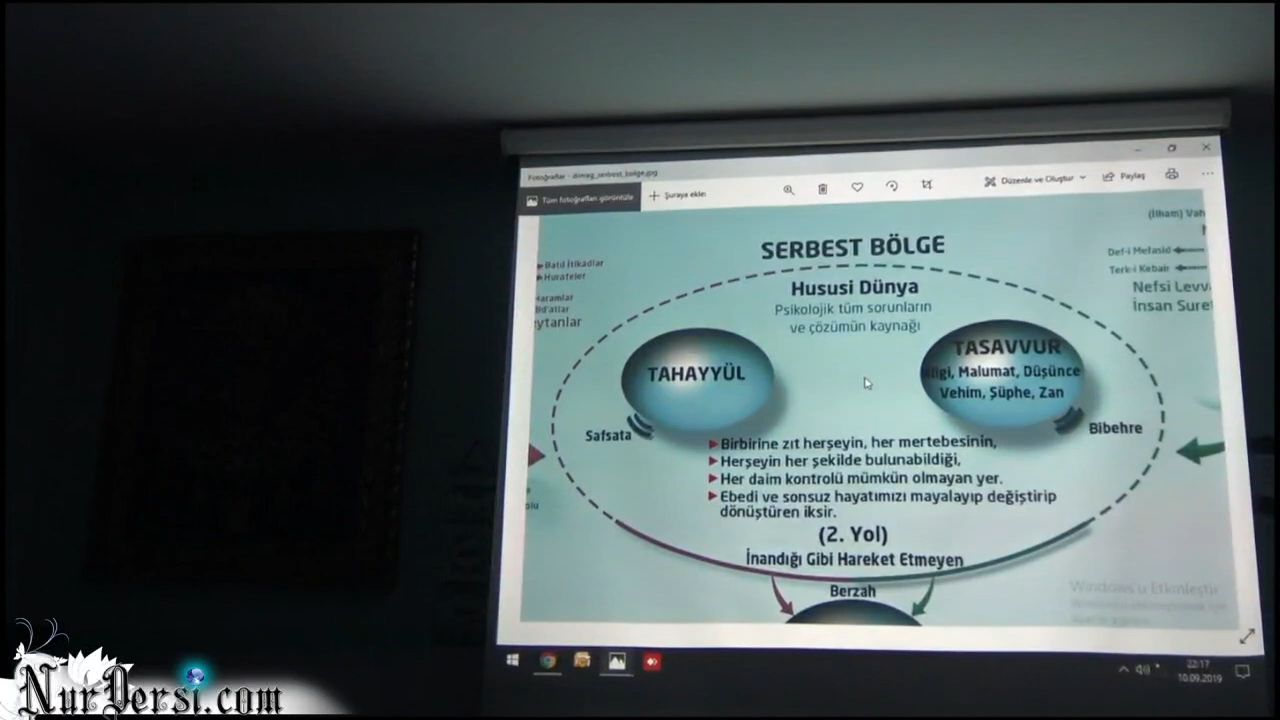 Fotoğraflar - dimag_serbest_bolge.jpg
Tüm fotoğrafları görüntüle
Şuraya ekle
Düzenle ve Oluştur
Paylaş
(İlham) Vah
SERBEST BÖLGE
Batıl İtikadlar
Hurafeler
Haramlar
Bid'atlar
eytanlar
Def-i Mefasid
Terk-i Kebair
Nefsi Levv
İnsan Sure
Hususi Dünya
Psikolojik tüm sorunların
ve çözümün kaynağı
TAHAYYÜL
TASAVVUR
Bilgi, Malumat, Düşünce
Vehim, Şüphe, Zan
Safsata
Bibehre
Birbirine zıt herşeyin, her mertebesinin,
Herşeyin her şekilde bulunabildiği,
Her daim kontrolü mümkün olmayan yer.
Ebedi ve sonsuz hayatımızı mayalayıp değiştirip
dönüştüren iksir.
(2. Yol)
İnandığı Gibi Hareket Etmeyen
Berzah
Windows'u Etkinleştir
22:17
10.09.2019
NurDersi.com